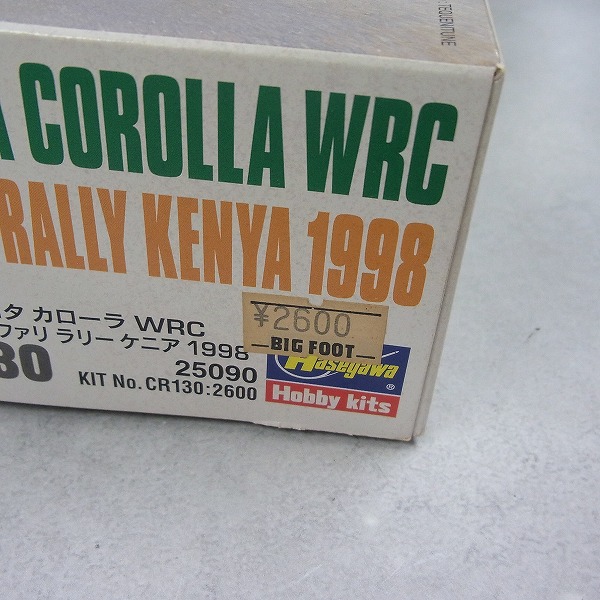 COROLLA WRC
RALLY KENYA 1998
タ カローラ WRC
ファリ ラリー ケニア 1998
30
25090
KIT No. CR130:2600
¥2600
BIG FOOT
Hasegawa
®
Hobby kits